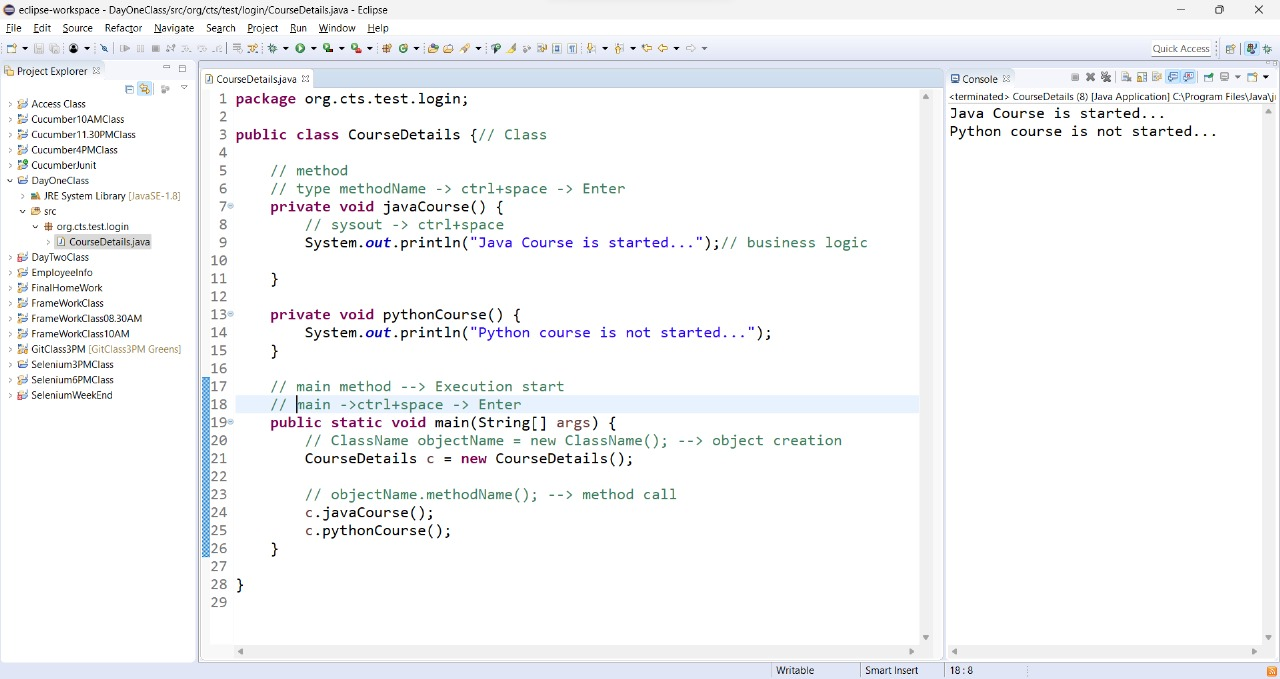 eclipse-workspace - DayOneClass/src/org/cts/test/login/CourseDetails.java - Eclipse
File Edit Source Refactor Navigate Search Project Run Window Help
Quick Access
Project Explorer
Access Class
Cucumber10AMClass
Cucumber11.30PMClass
Cucumber4PMClass
CucumberJunit
DayOneClass
JRE System Library [JavaSE-1.8]
src
org.cts.test.login
CourseDetails.java
DayTwoClass
EmployeeInfo
FinalHomeWork
FrameWorkClass
FrameWorkClass08.30AM
FrameWorkClass10AM
GitClass3PM [GitClass3PM Greens]
Selenium3PMClass
Selenium6PMClass
SeleniumWeekEnd
CourseDetails.java
1 package org.cts.test.login;
2
3 public class CourseDetails {// Class
4
5 // method
6 // type methodName -> ctrl+space -> Enter
7 private void javaCourse() {
8 // sysout -> ctrl+space
9 System.out.println("Java Course is started...");// business logic
10
11 }
12
13 private void pythonCourse() {
14 System.out.println("Python course is not started...");
15 }
16
17 // main method --> Execution start
18 // main ->ctrl+space -> Enter
19 public static void main(String[] args) {
20 // ClassName objectName = new ClassName(); --> object creation
21 CourseDetails c = new CourseDetails();
22
23 // objectName.methodName(); --> method call
24 c.javaCourse();
25 c.pythonCourse();
26 }
27
28 }
29
Console
<terminated> CourseDetails (8) [Java Application] C:\Program Files\Java\j
Java Course is started...
Python course is not started...
Writable Smart Insert 18 : 8